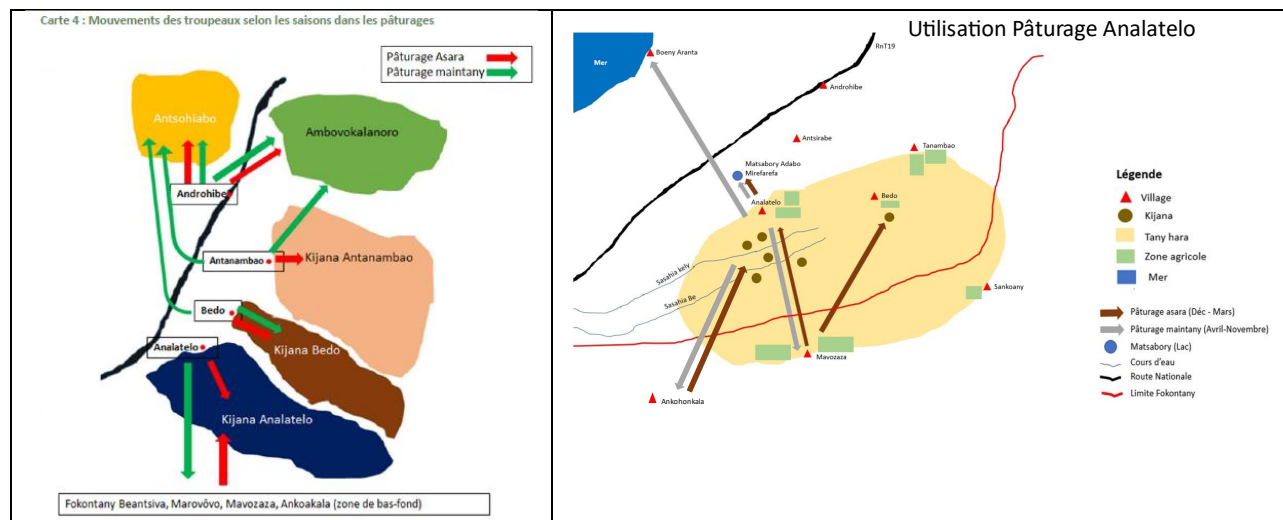 Carte 4 : Mouvements des troupeaux selon les saisons dans les pâturages
Pâturage Asara
Pâturage maintany
Antsohiabo
Ambovokalanoro
Androhibe
Antanambao
Kijana Antanambao
Bedo
Kijana Bedo
Analatelo
Kijana Analatelo
Fokontany Beantsiva, Marovôvo, Mavozaza, Ankoakala (zone de bas-fond)
Utilisation Pâturage Analatelo
RnT19
Boeny Aranta
Mer
Androhibe
Antsirabe
Tanambao
Matsabory Adabo
Mirefarefa
Analatelo
Bedo
Sasahia kely
Sasahia Be
Sankoany
Mavozaza
Ankohonkala
Légende
Village
Kijana
Tany hara
Zone agricole
Mer
Pâturage asara (Déc - Mars)
Pâturage maintany (Avril-Novembre)
Matsabory (Lac)
Cours d'eau
Route Nationale
Limite Fokontany